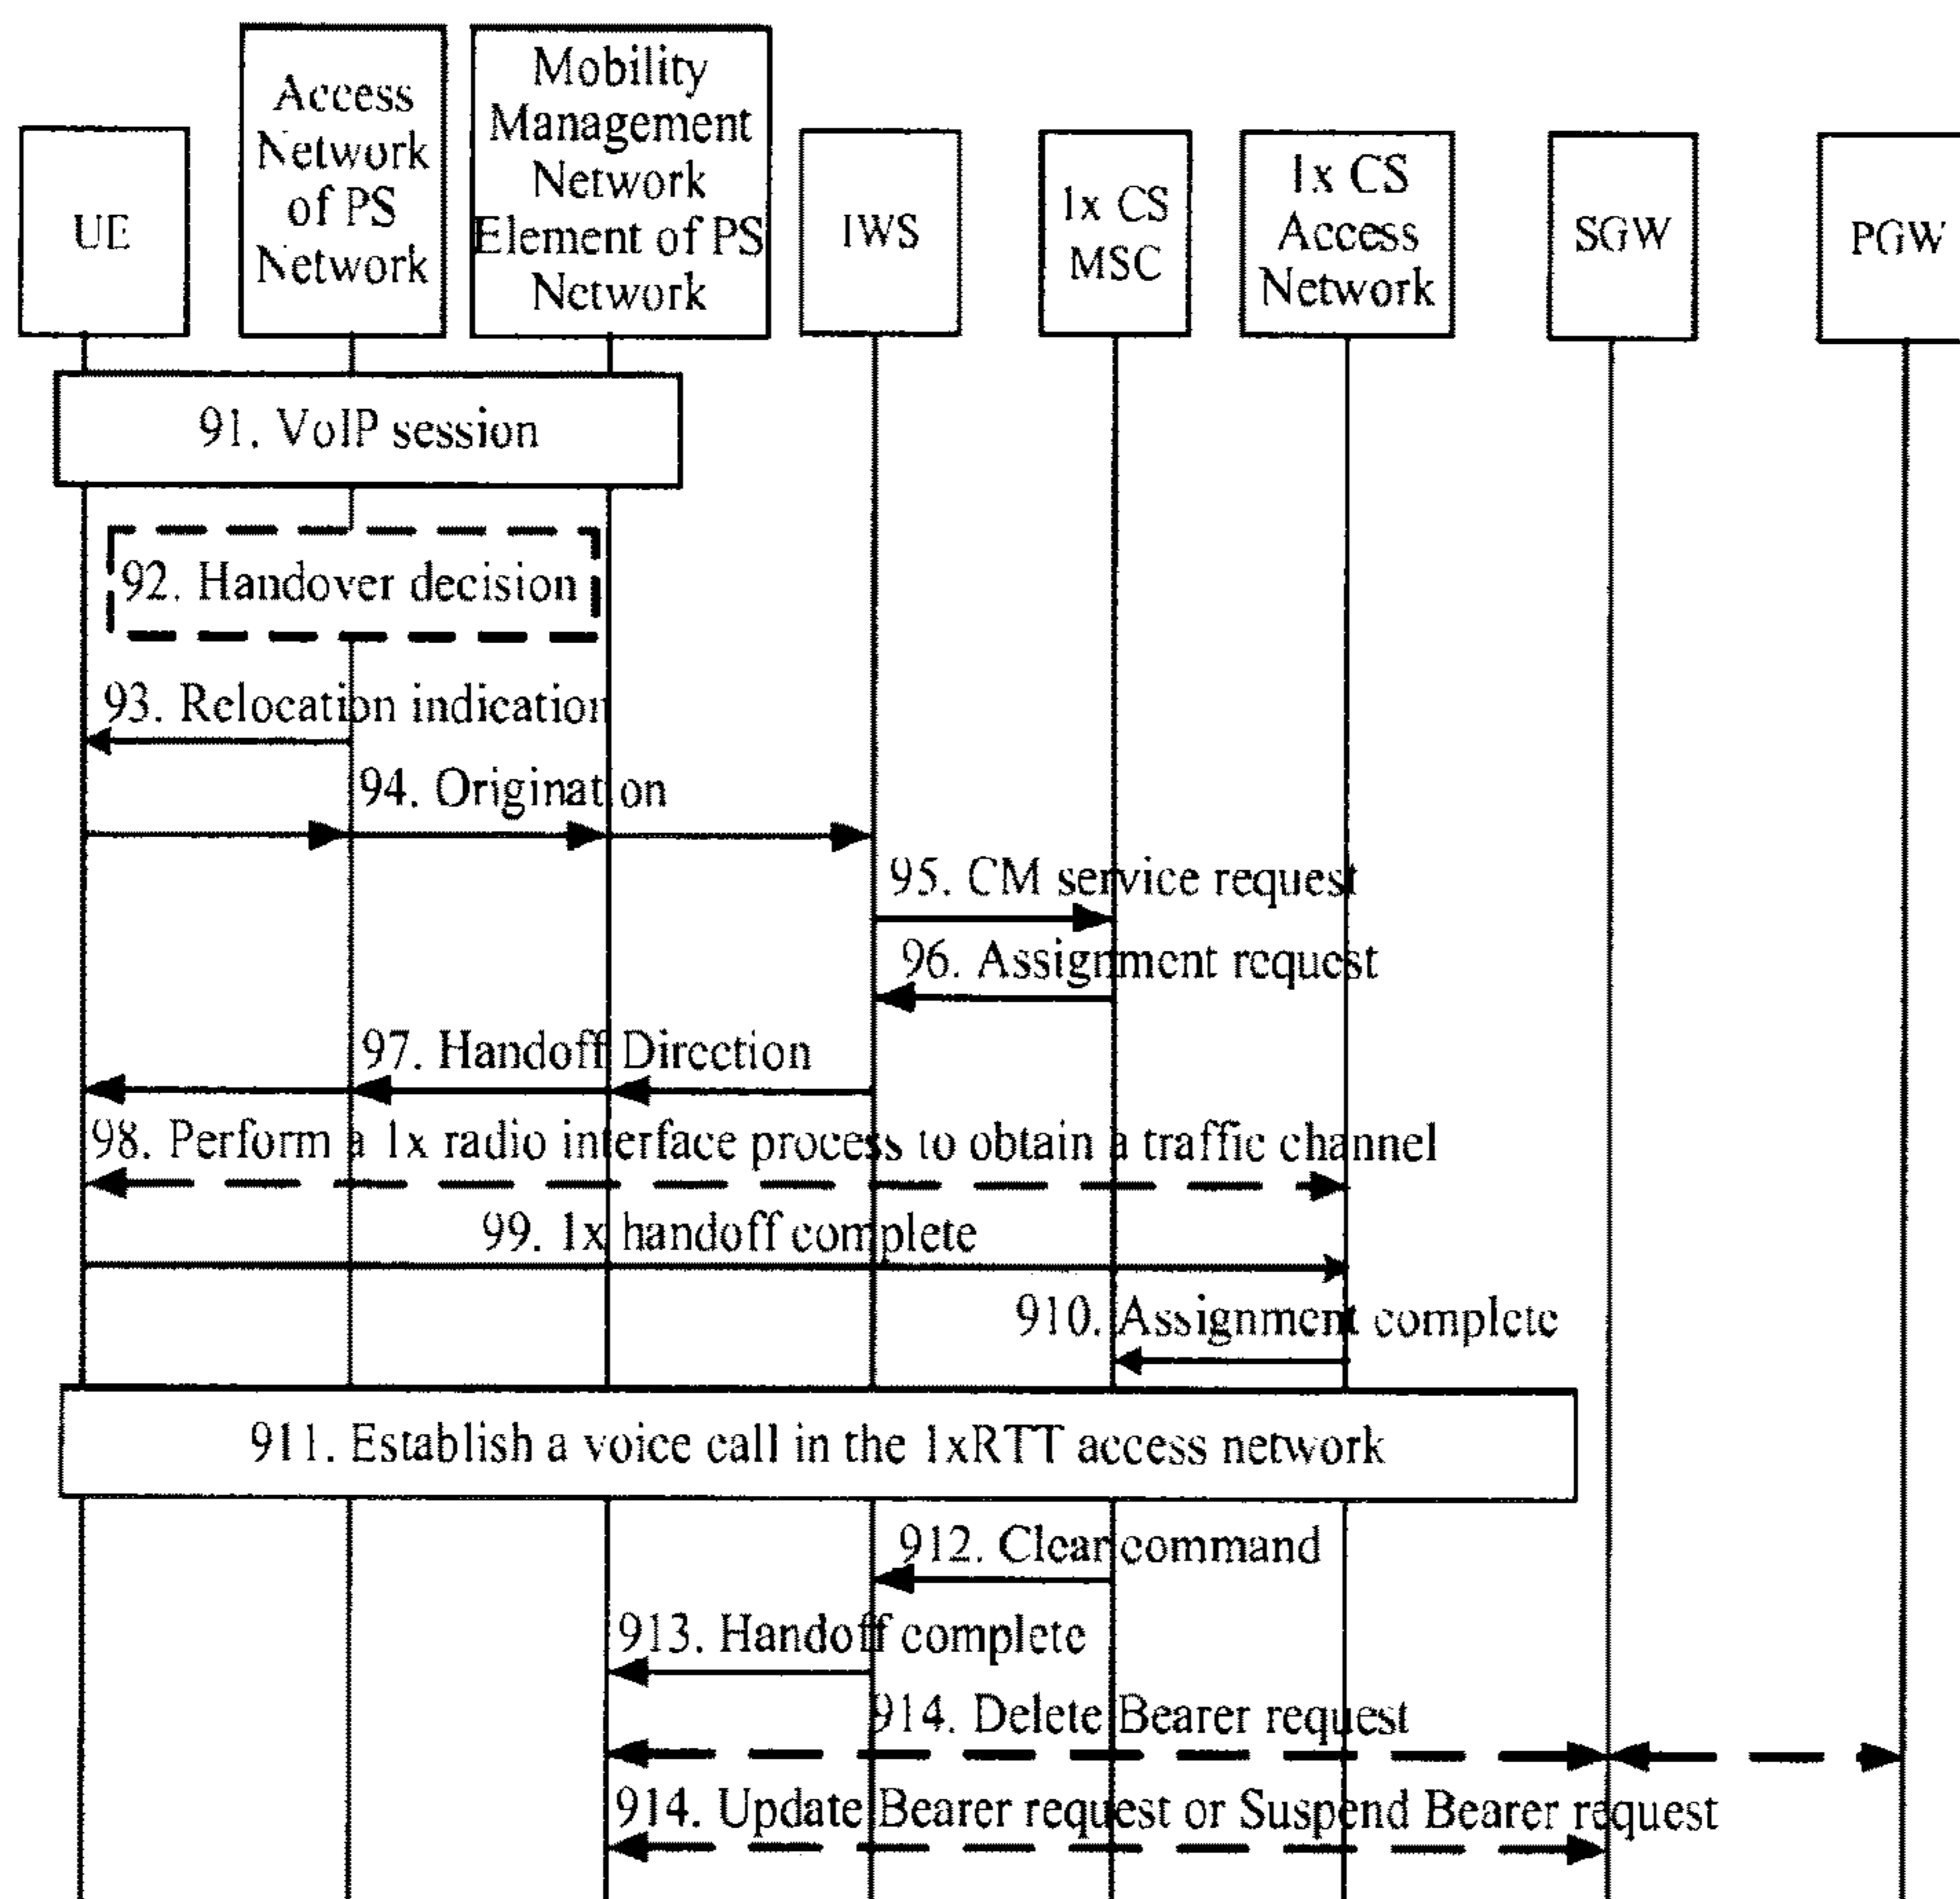 UE
Access
Network
of PS
Network
Mobility
Management
Network
Element of PS
Network
IWS
1x CS
MSC
1x CS
Access
Network
SGW
PGW
91. VoIP session
92. Handover decision
93. Relocation indication
94. Origination
95. CM service request
96. Assignment request
97. Handoff Direction
98. Perform a 1x radio interface process to obtain a traffic channel
99. 1x handoff complete
910. Assignment complete
911. Establish a voice call in the 1xRTT access network
912. Clear command
913. Handoff complete
914. Delete Bearer request
914. Update Bearer request or Suspend Bearer request